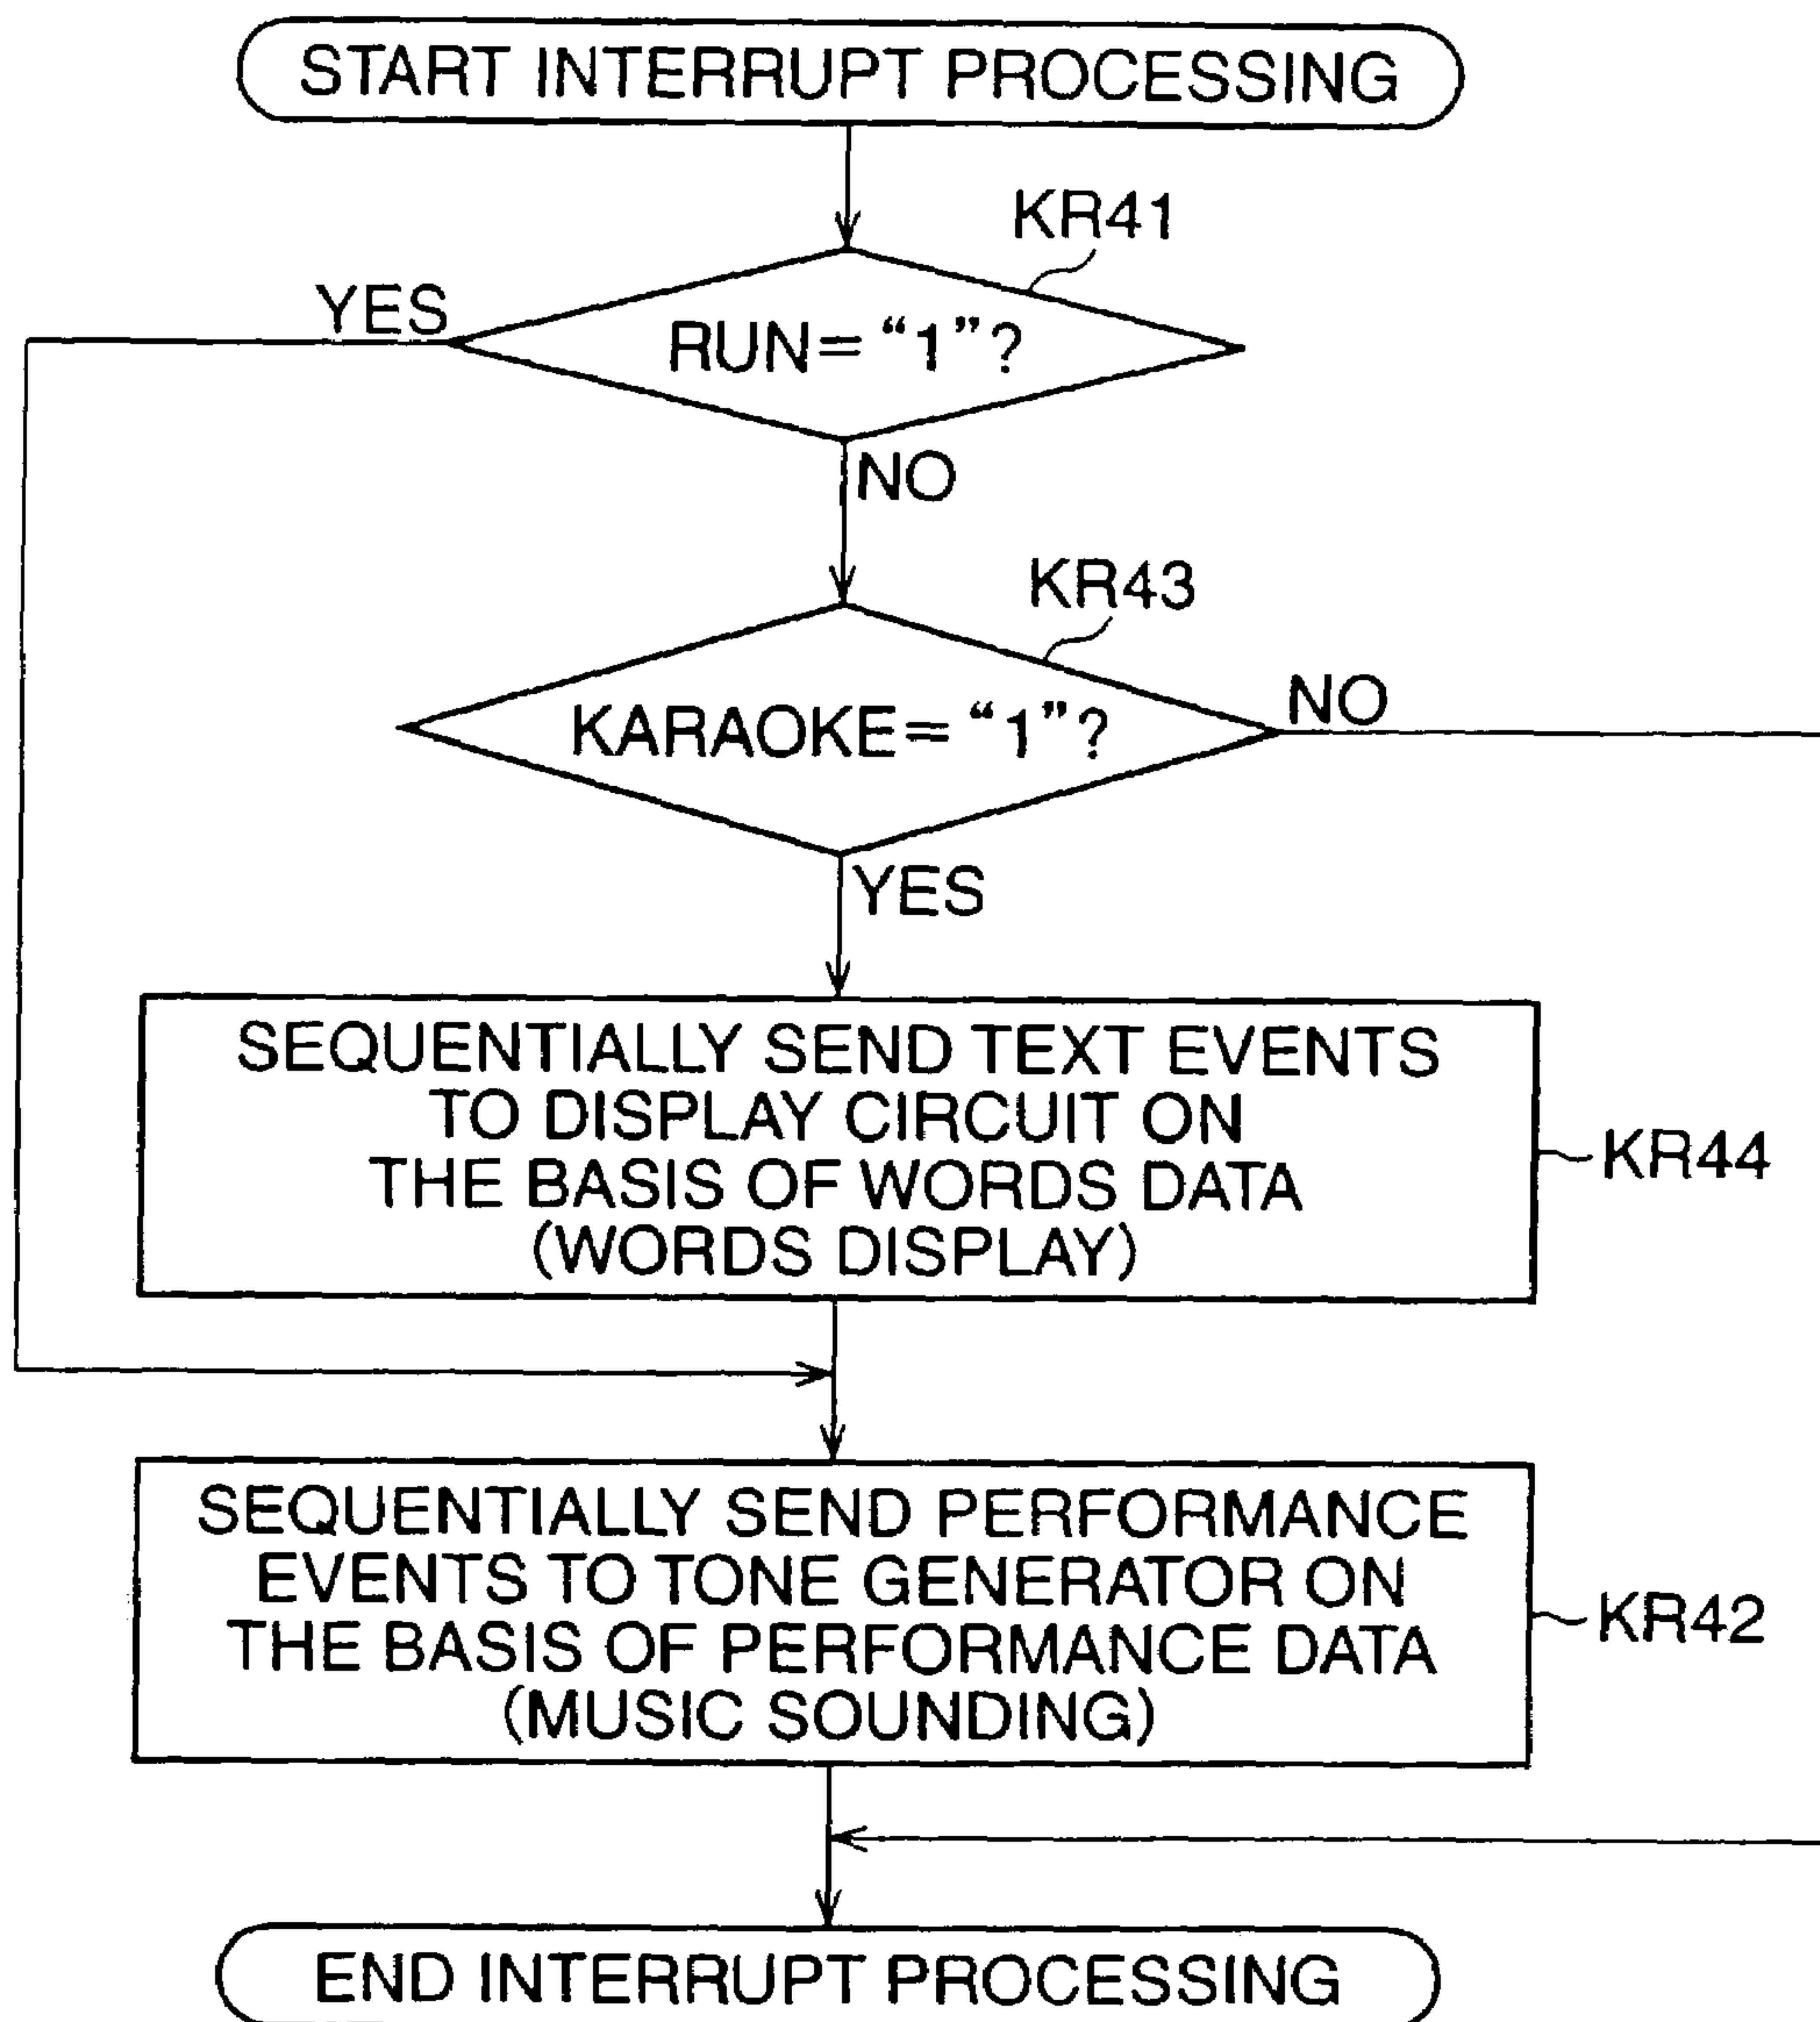 START INTERRUPT PROCESSING
KR41
YES
RUN= “1”?
NO
KR43
KARAOKE= “1”?
NO
YES
SEQUENTIALLY SEND TEXT EVENTS
TO DISPLAY CIRCUIT ON
THE BASIS OF WORDS DATA
(WORDS DISPLAY)
KR44
SEQUENTIALLY SEND PERFORMANCE
EVENTS TO TONE GENERATOR ON
THE BASIS OF PERFORMANCE DATA
(MUSIC SOUNDING)
KR42
END INTERRUPT PROCESSING